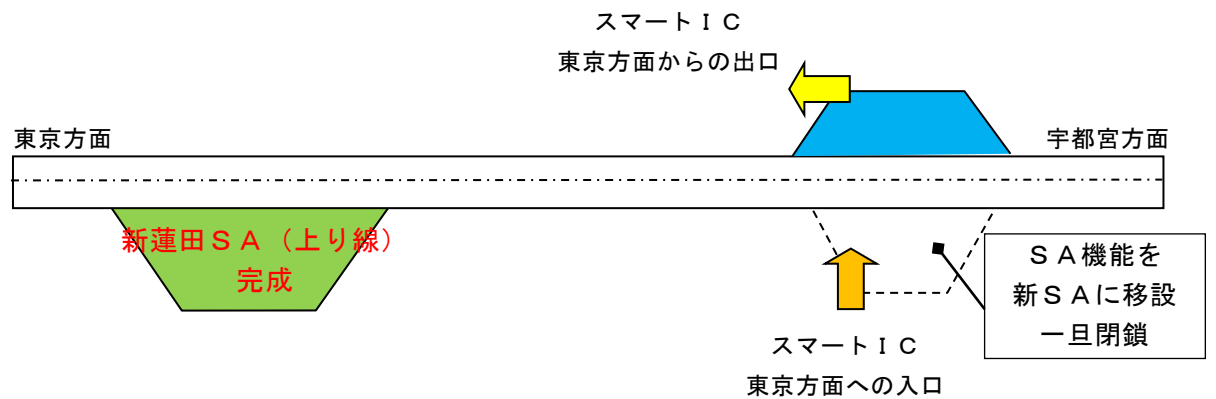 スマートＩＣ
東京方面からの出口
東京方面
宇都宮方面
新蓮田ＳＡ（上り線）
完成
ＳＡ機能を
新ＳＡに移設
一旦閉鎖
スマートＩＣ
東京方面への入口